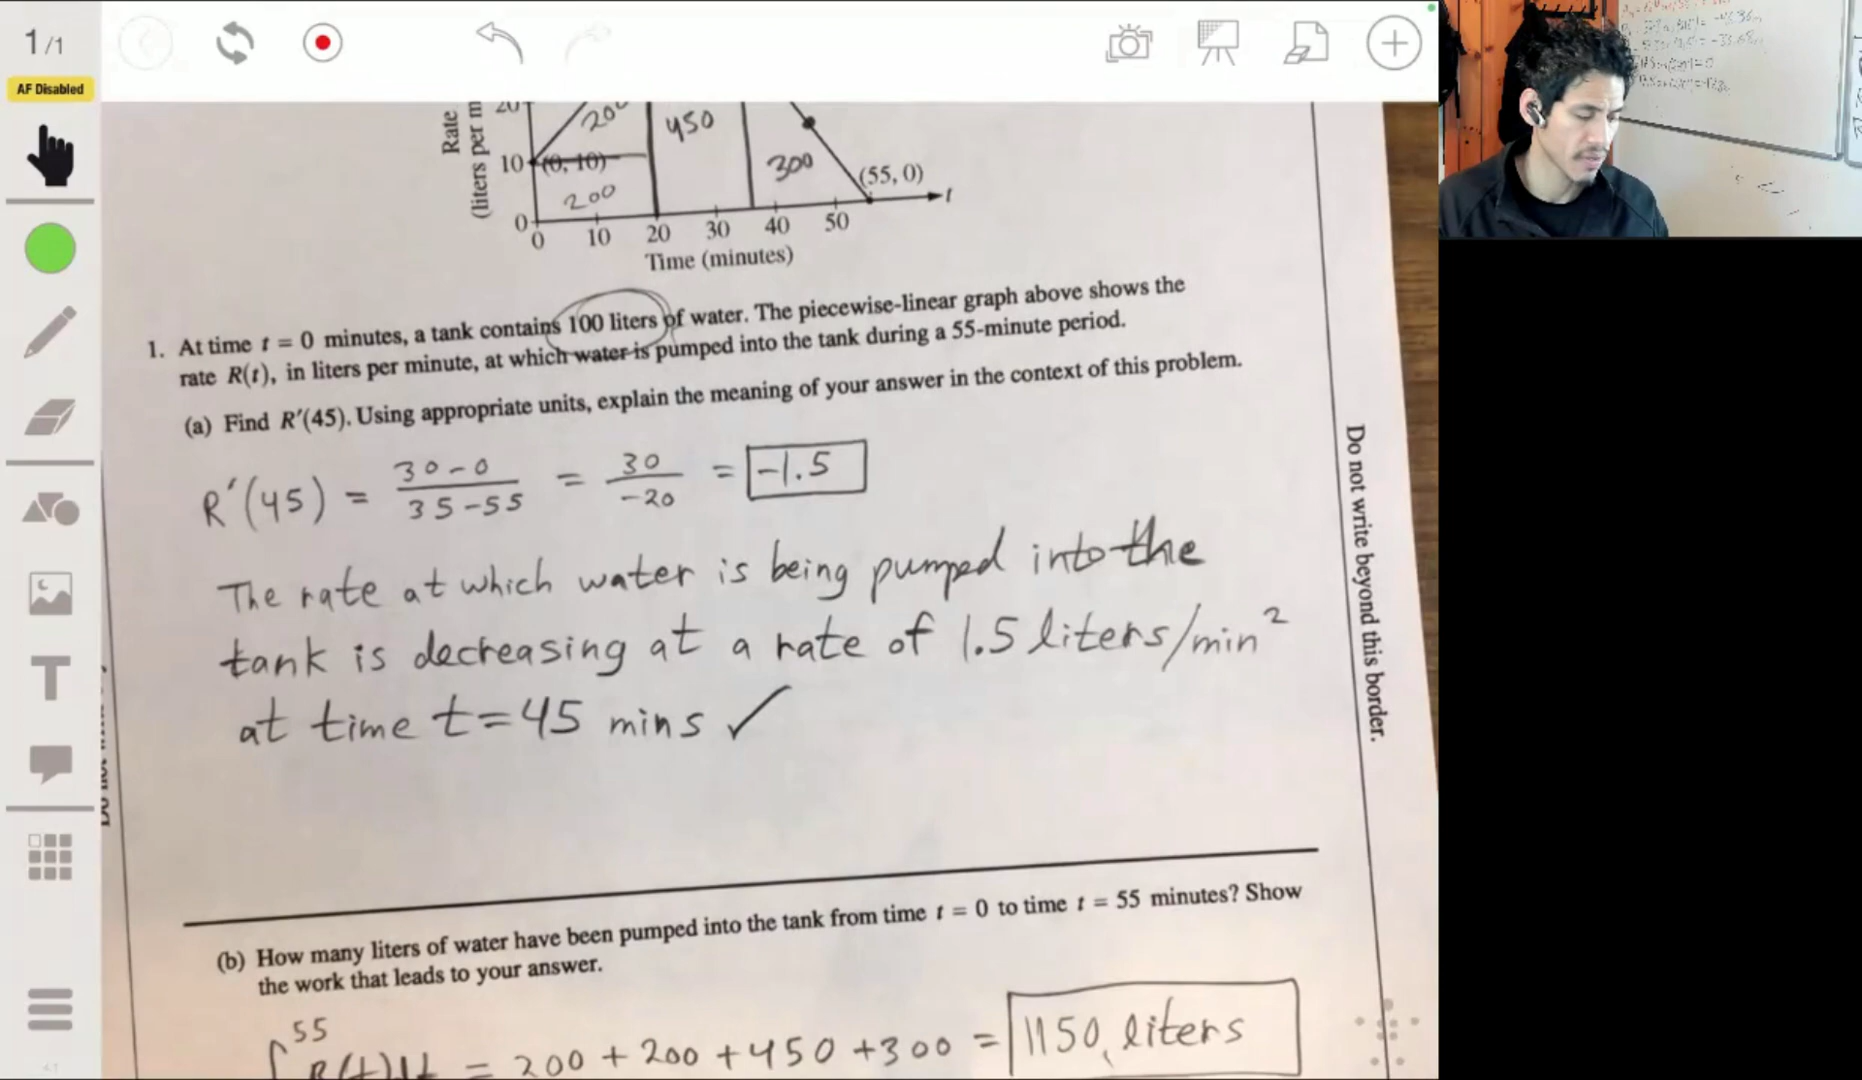 1/1
AF Disabled
Rate
(liters per m
20
10
0
(0, 10)
200
200
450
300
(55, 0)
t
0 10 20 30 40 50
Time (minutes)
1. At time t = 0 minutes, a tank contains 100 liters of water. The piecewise-linear graph above shows the
rate R(t), in liters per minute, at which water is pumped into the tank during a 55-minute period.
(a) Find R′(45). Using appropriate units, explain the meaning of your answer in the context of this problem.
R′(45) = 30-0 / 35-55 = 30 / -20 = -1.5
The rate at which water is being pumped into the
tank is decreasing at a rate of 1.5 liters/min²
at time t=45 mins ✓
Do not write beyond this border.
(b) How many liters of water have been pumped into the tank from time t = 0 to time t = 55 minutes? Show
the work that leads to your answer.
∫ 55 R(t)dt = 200 + 200 + 450 + 300 = 1150 liters
T